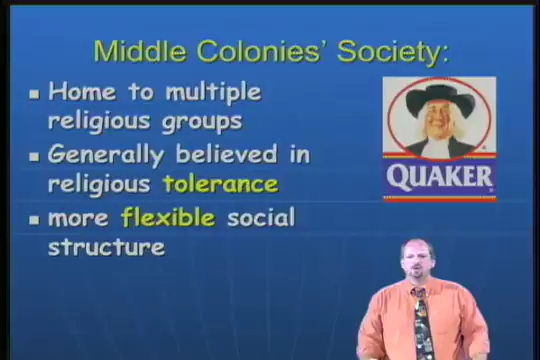 Middle Colonies' Society:
Home to multiple
religious groups
Generally believed in
religious tolerance
more flexible social
structure
QUAKER